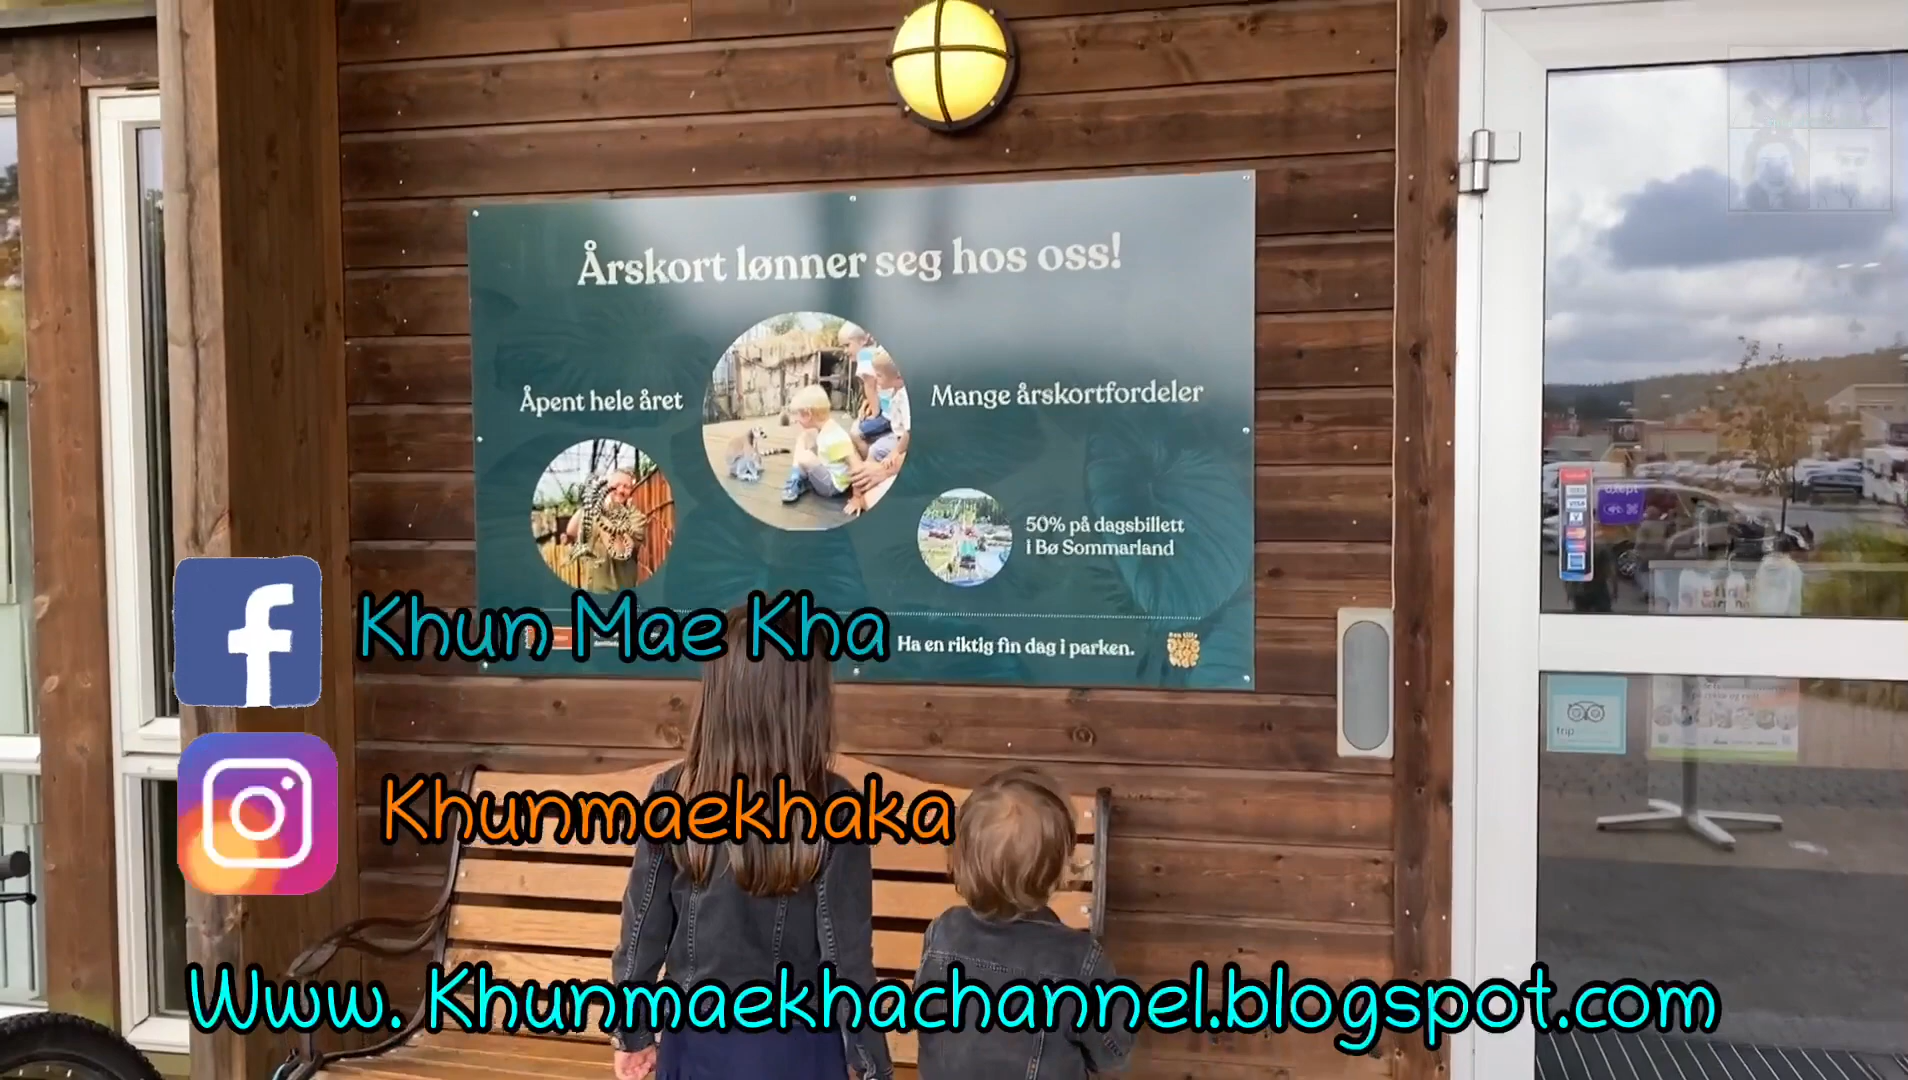 Årskort lønner seg hos oss!
Åpent hele året
Mange årskortfordeler
50% på dagsbillett
i Bø Sommarland
Khun Mae Kha
Ha en riktig fin dag i parken.
Khunmaekhaka
trip
Www. Khunmaekhachannel.blogspot.com